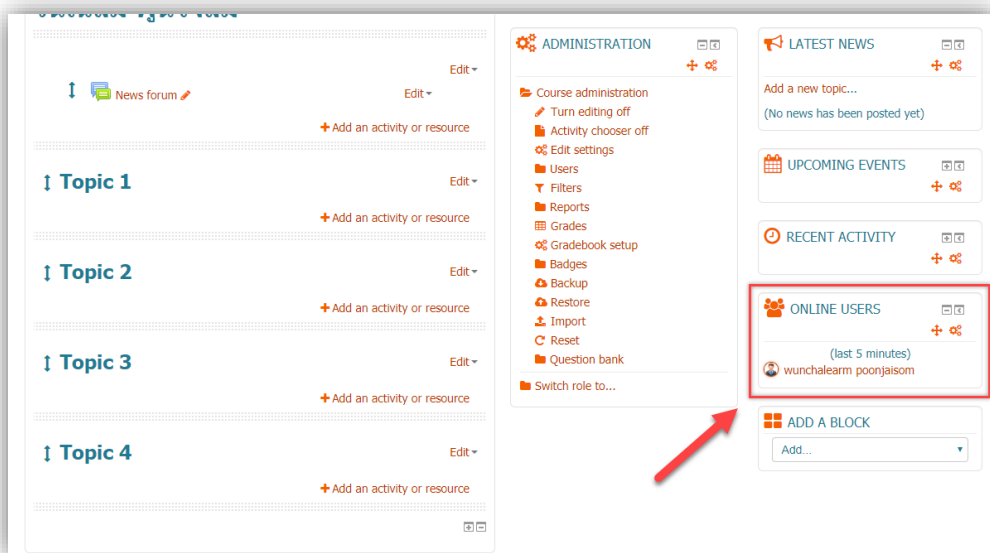 Edit
News forum
Edit
Add an activity or resource
Topic 1
Edit
Add an activity or resource
Topic 2
Edit
Add an activity or resource
Topic 3
Edit
Add an activity or resource
Topic 4
Edit
Add an activity or resource
ADMINISTRATION
Course administration
Turn editing off
Activity chooser off
Edit settings
Users
Filters
Reports
Grades
Gradebook setup
Badges
Backup
Restore
Import
Reset
Question bank
Switch role to...
LATEST NEWS
Add a new topic...
(No news has been posted yet)
UPCOMING EVENTS
RECENT ACTIVITY
ONLINE USERS
(last 5 minutes)
wunchalearm poonjaisom
ADD A BLOCK
Add...